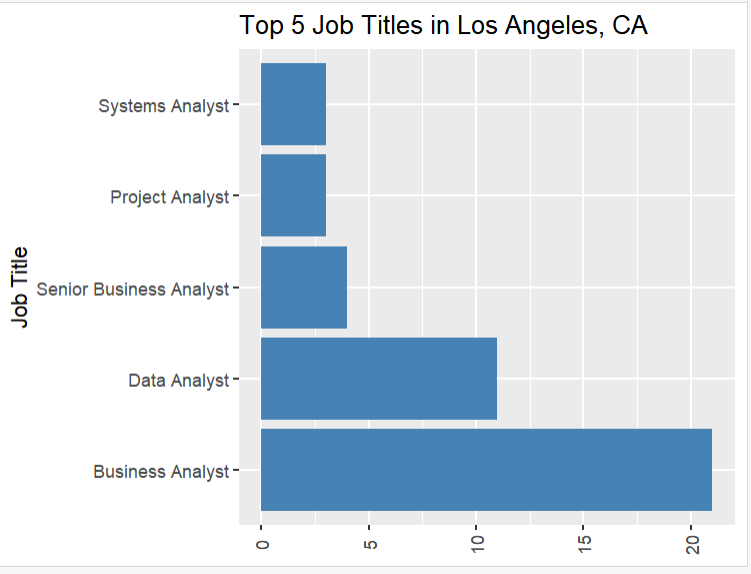 Top 5 Job Titles in Los Angeles, CA
Job Title
Systems Analyst
Project Analyst
Senior Business Analyst
Data Analyst
Business Analyst
0
5
10
15
20